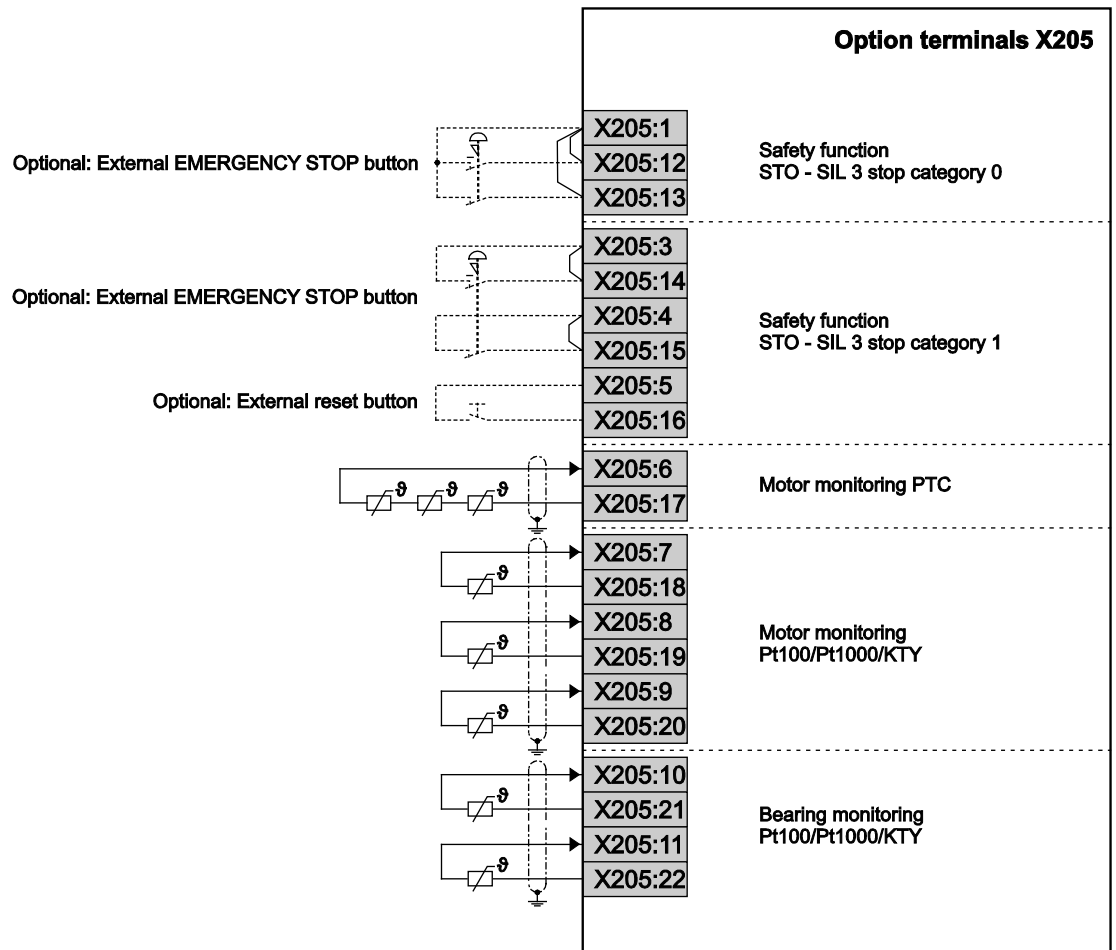 Option terminals X205
Optional: External EMERGENCY STOP button
X205:1
X205:12
X205:13
Safety function
STO - SIL 3 stop category 0
Optional: External EMERGENCY STOP button
X205:3
X205:14
X205:4
X205:15
Optional: External reset button
X205:5
X205:16
Safety function
STO - SIL 3 stop category 1
ϑ ϑ ϑ
X205:6
X205:17
Motor monitoring PTC
X205:7
ϑ
X205:18
X205:8
ϑ
X205:19
X205:9
ϑ
X205:20
Motor monitoring
Pt100/Pt1000/KTY
X205:10
ϑ
X205:21
X205:11
ϑ
X205:22
Bearing monitoring
Pt100/Pt1000/KTY